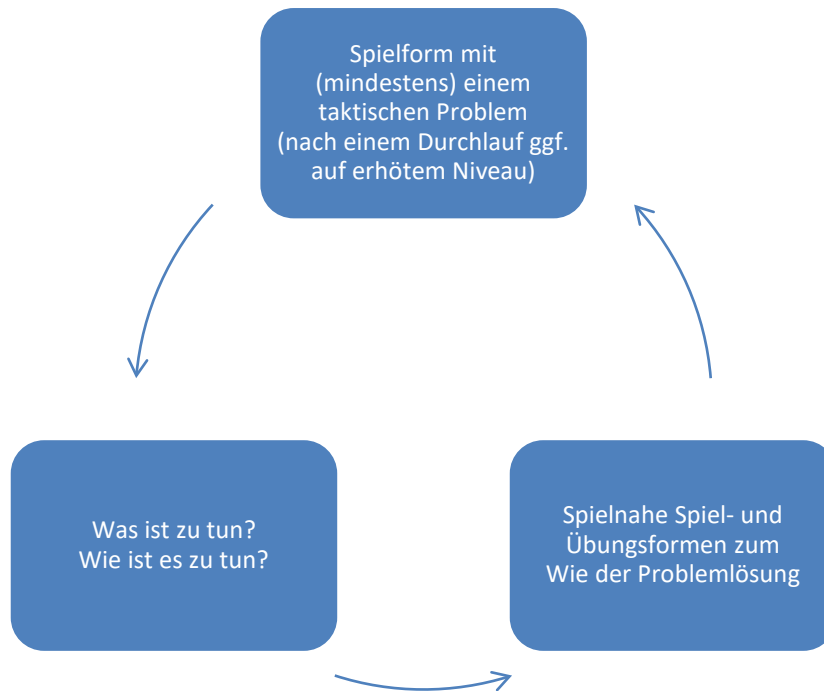 Spielform mit
(mindestens) einem
taktischen Problem
(nach einem Durchlauf ggf.
auf erhötem Niveau)
Was ist zu tun?
Wie ist es zu tun?
Spielnahe Spiel- und
Übungsformen zum
Wie der Problemlösung